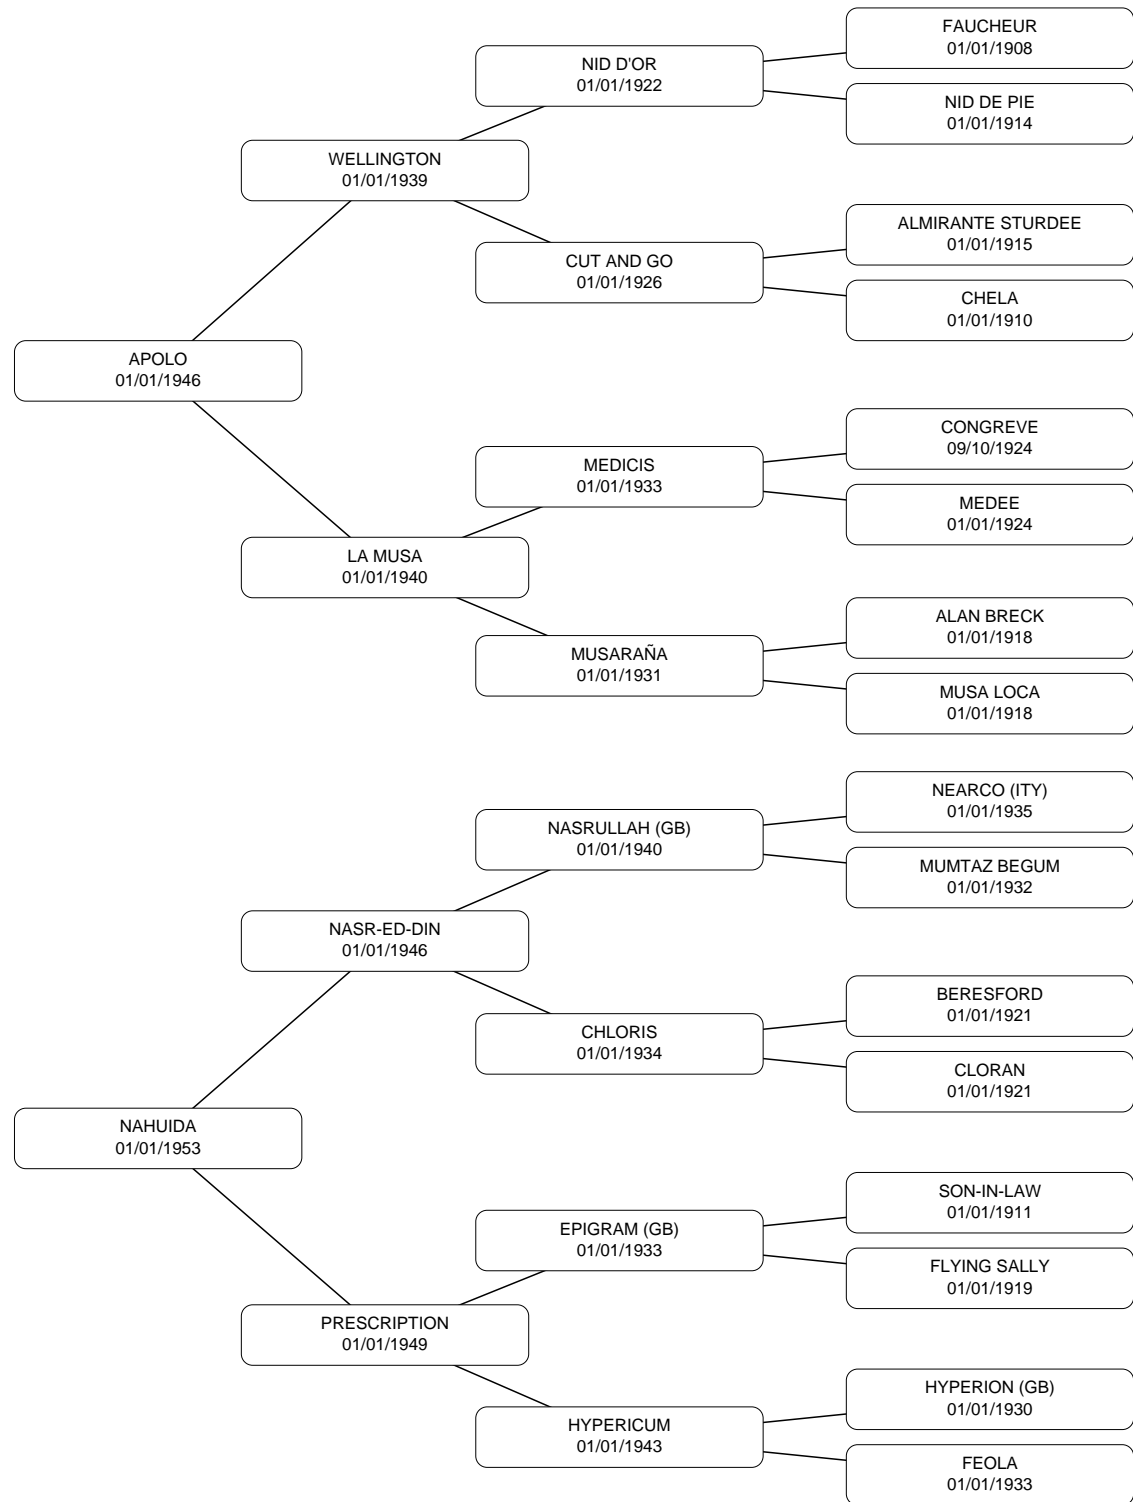 FAUCHEUR
01/01/1908
NID D'OR
01/01/1922
NID DE PIE
01/01/1914
WELLINGTON
01/01/1939
ALMIRANTE STURDEE
01/01/1915
CUT AND GO
01/01/1926
CHELA
01/01/1910
APOLO
01/01/1946
CONGREVE
09/10/1924
MEDICIS
01/01/1933
MEDEE
01/01/1924
LA MUSA
01/01/1940
ALAN BRECK
01/01/1918
MUSARAÑA
01/01/1931
MUSA LOCA
01/01/1918
NEARCO (ITY)
01/01/1935
NASRULLAH (GB)
01/01/1940
MUMTAZ BEGUM
01/01/1932
NASR-ED-DIN
01/01/1946
BERESFORD
01/01/1921
CHLORIS
01/01/1934
CLORAN
01/01/1921
NAHUIDA
01/01/1953
SON-IN-LAW
01/01/1911
EPIGRAM (GB)
01/01/1933
FLYING SALLY
01/01/1919
PRESCRIPTION
01/01/1949
HYPERION (GB)
01/01/1930
HYPERICUM
01/01/1943
FEOLA
01/01/1933